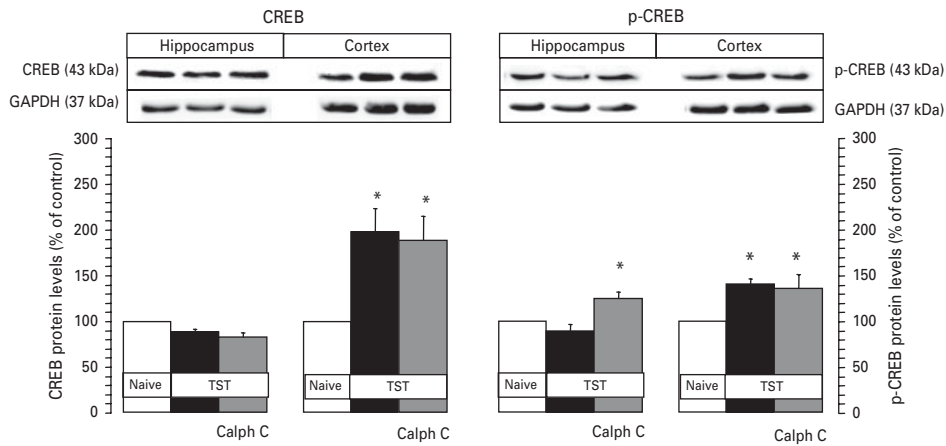 CREB
p-CREB
Hippocampus Cortex
Hippocampus Cortex
CREB (43 kDa)
p-CREB (43 kDa)
GAPDH (37 kDa)
GAPDH (37 kDa)
CREB protein levels (% of control)
300
250
200
150
100
50
0
* *
* * *
Naive TST
Naive TST
Naive TST
Naive TST
Calph C
Calph C
Calph C
Calph C
300
250
200
150
100
50
0
p-CREB protein levels (% of control)